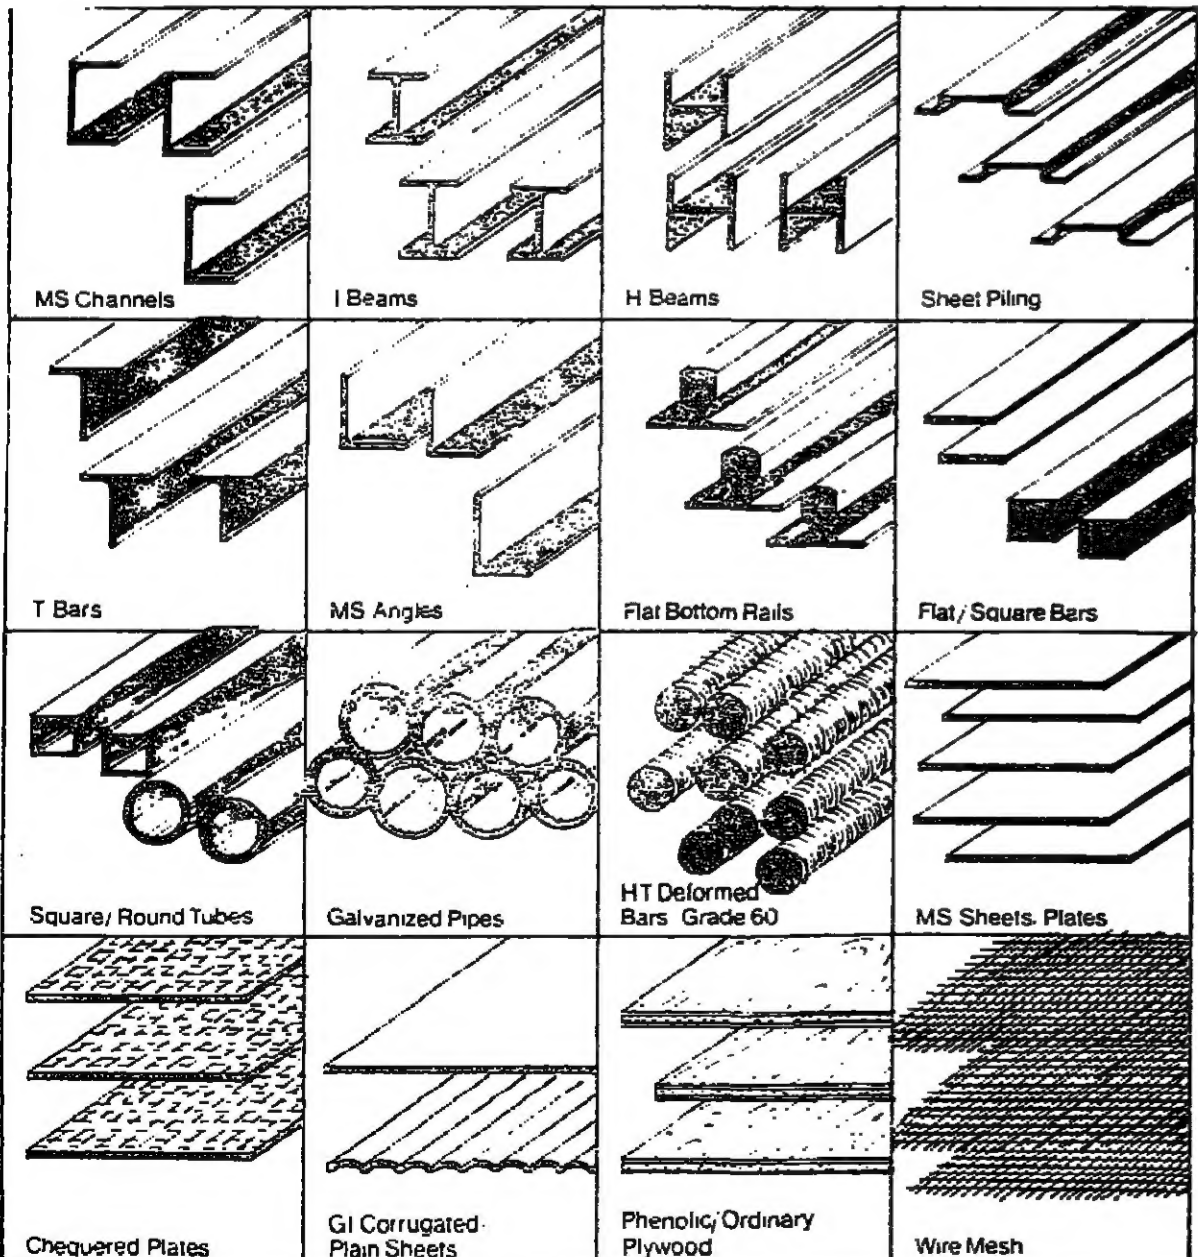 MS Channels
I Beams
H Beams
Sheet Piling
T Bars
MS Angles
Flat Bottom Rails
Flat/Square Bars
Square/Round Tubes
Galvanized Pipes
HT Deformed
Bars Grade 60
MS Sheets. Plates
Chequered Plates
GI Corrugated
Plain Sheets
Phenolic/Ordinary
Plywood
Wire Mesh